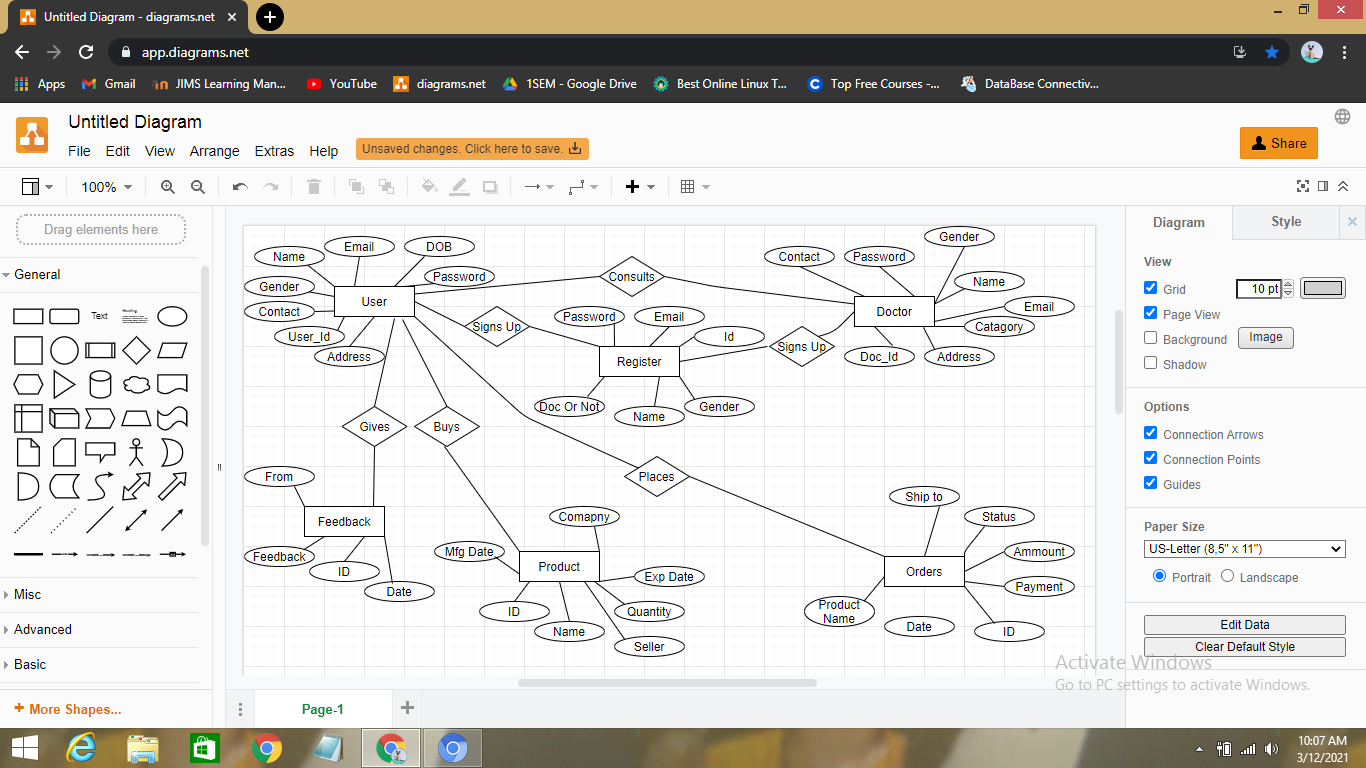 Untitled Diagram - diagrams.net
app.diagrams.net
Apps
Gmail
JIMS Learning Man...
YouTube
diagrams.net
1SEM - Google Drive
Best Online Linux T...
Top Free Courses -...
DataBase Connectiv...
Untitled Diagram
File Edit View Arrange Extras Help
Unsaved changes. Click here to save.
Share
100%
Drag elements here
General
Text
Heading
Misc
Advanced
Basic
+ More Shapes...
Name
Email
DOB
Password
Gender
User
Contact
User_Id
Address
Consults
Signs Up
Password
Email
Id
Register
Doc Or Not
Name
Gender
Signs Up
Contact
Password
Gender
Name
Doctor
Email
Catagory
Doc_Id
Address
Gives
Buys
Places
From
Feedback
Feedback
ID
Date
Comapny
Mfg Date
Product
Exp Date
ID
Quantity
Name
Seller
Ship to
Status
Ammount
Orders
Payment
Product
Name
Date
ID
Diagram
Style
View
Grid
10 pt
Page View
Background
Image
Shadow
Options
Connection Arrows
Connection Points
Guides
Paper Size
US-Letter (8,5" x 11")
Portrait
Landscape
Edit Data
Clear Default Style
Activate Windows
Go to PC settings to activate Windows.
Page-1
10:07 AM
3/12/2021